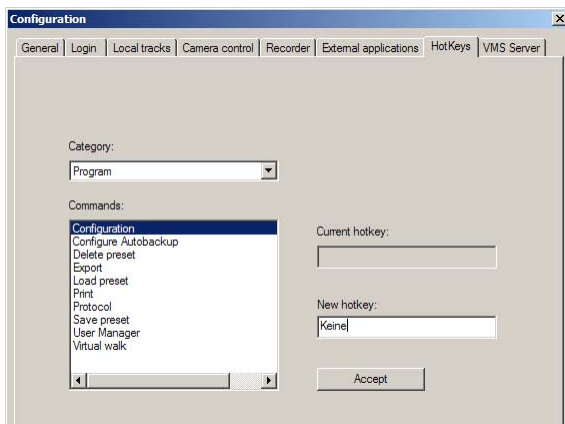 Configuration
General Login Local tracks Camera control Recorder External applications HotKeys VMS Server
Category:
Program
Commands:
Configuration
Configure Autobackup
Delete preset
Export
Load preset
Print
Protocol
Save preset
User Manager
Virtual walk
Current hotkey:
New hotkey:
Keine
Accept